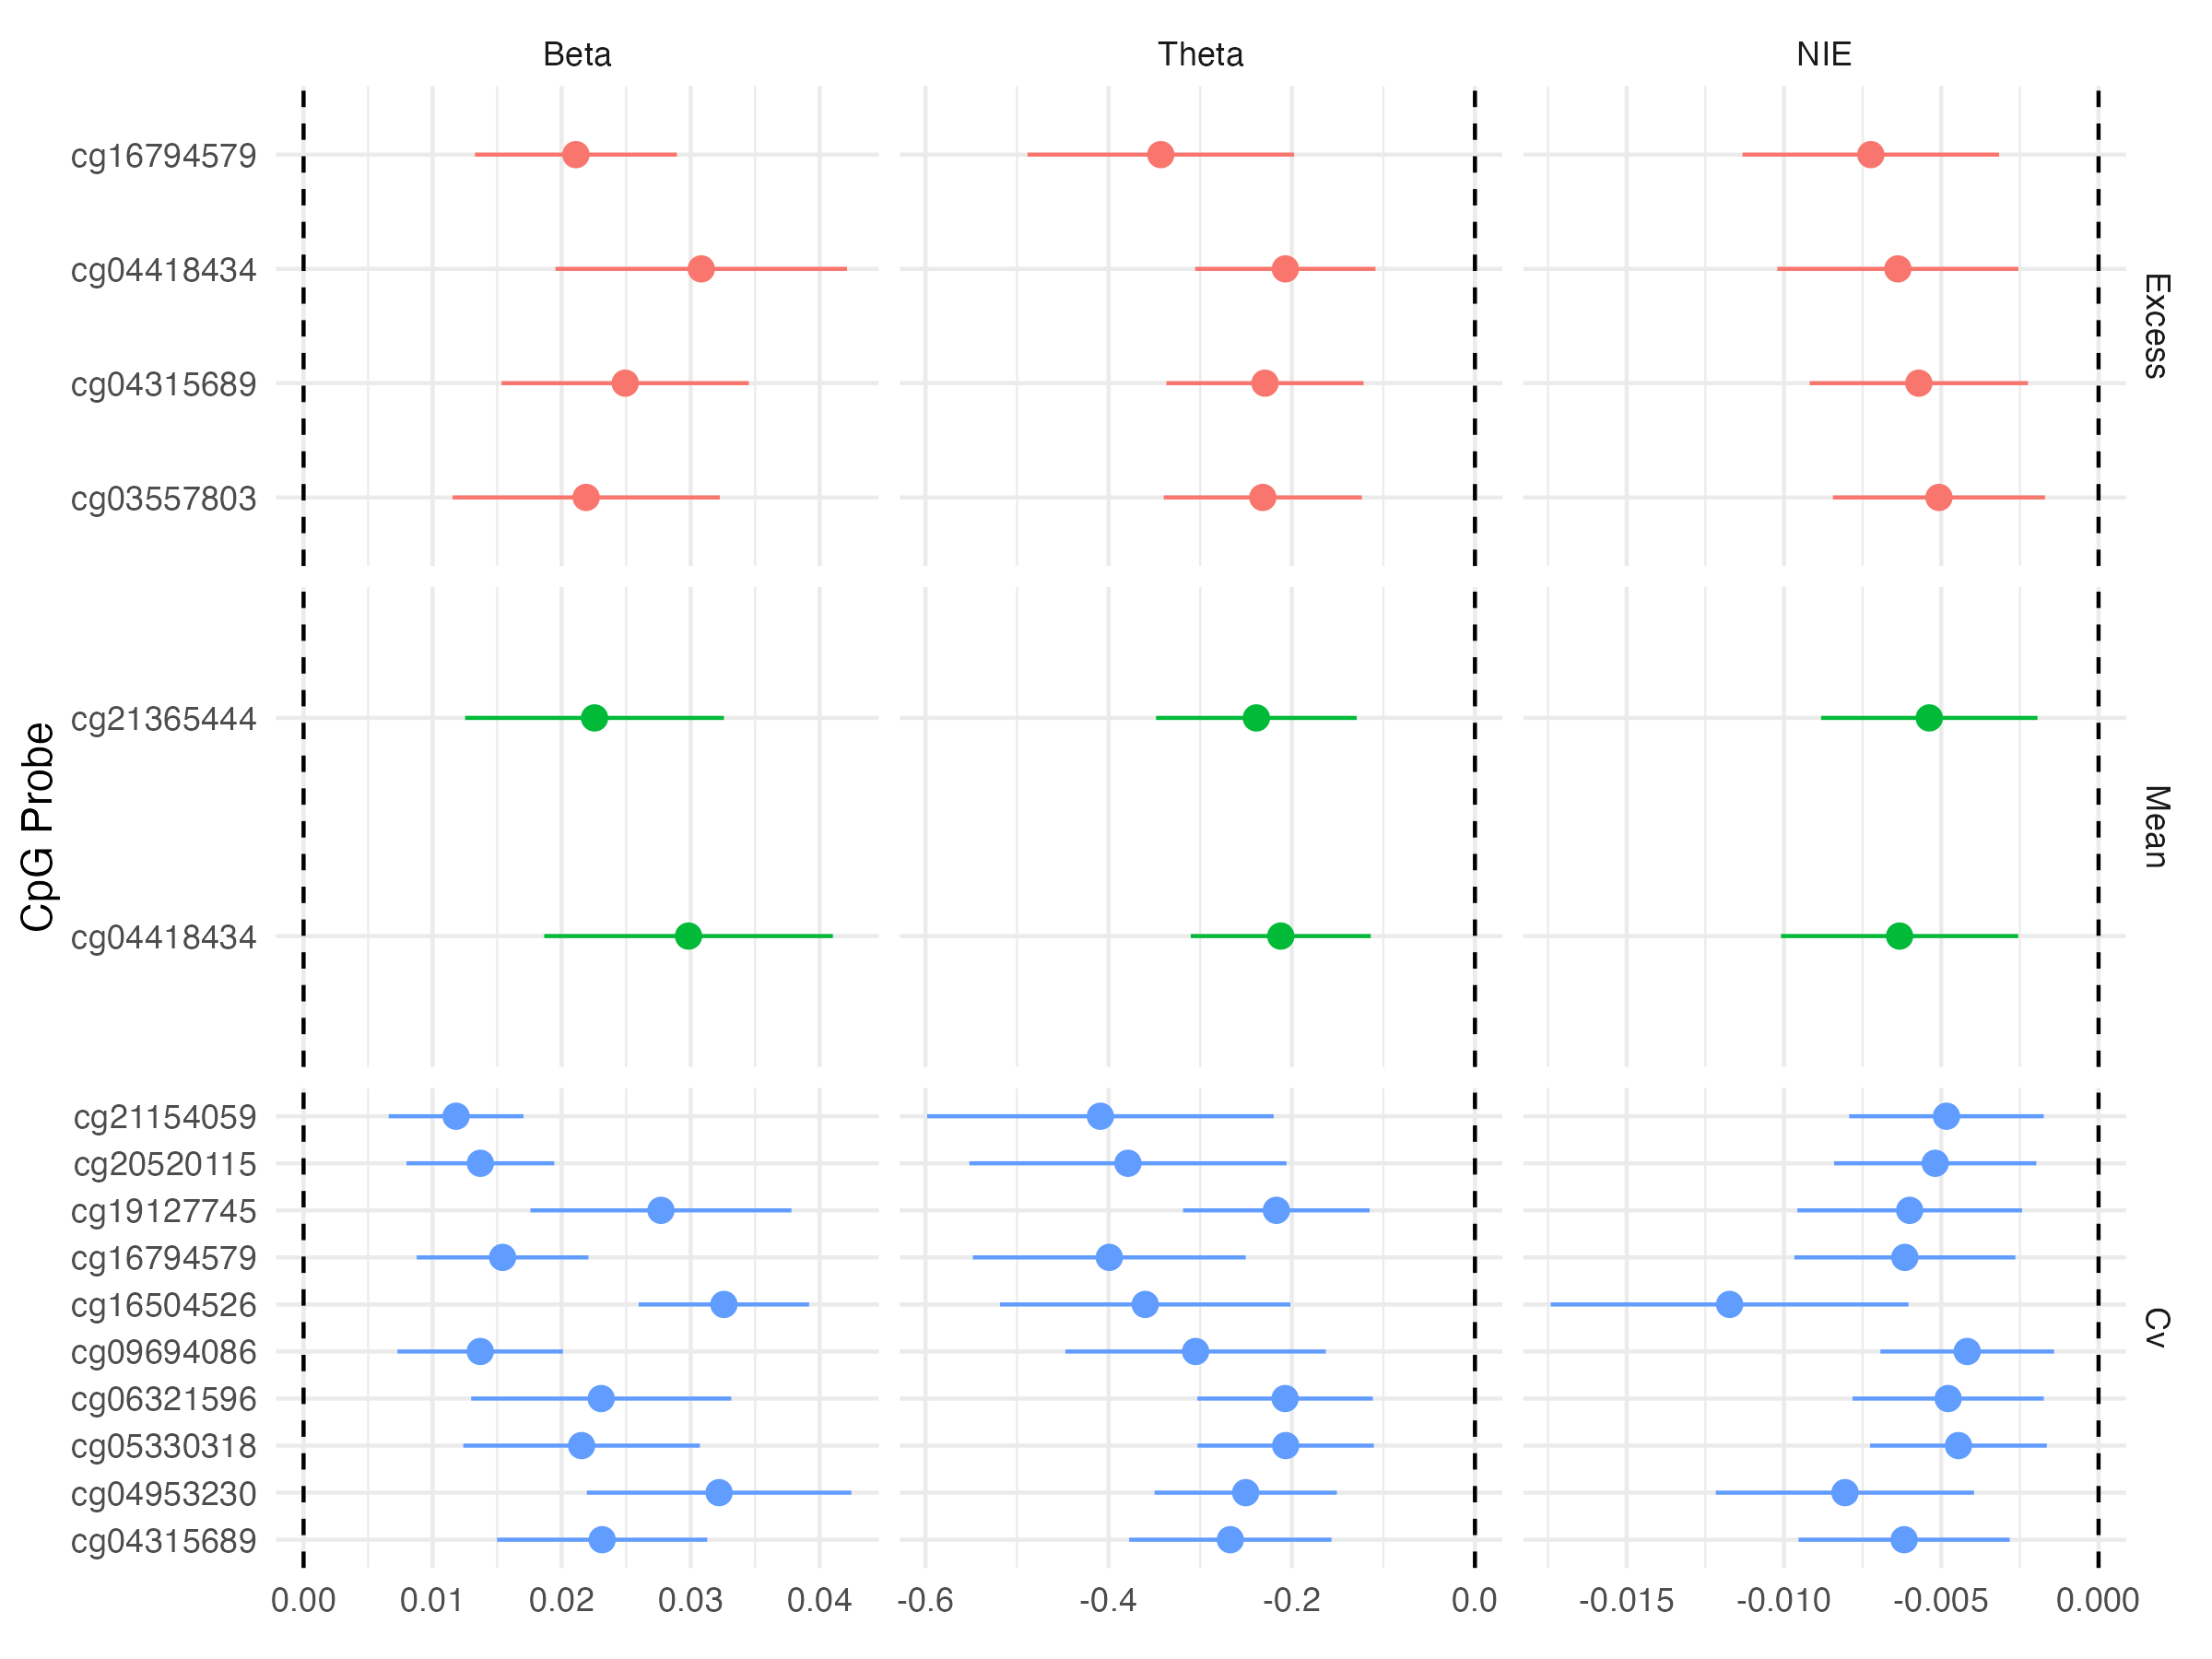 Beta Theta NIE
cg16794579
cg04418434
cg04315689
cg03557803
Excess
CpG Probe
cg21365444
cg04418434
Mean
cg21154059
cg20520115
cg19127745
cg16794579
cg16504526
cg09694086
cg06321596
cg05330318
cg04953230
cg04315689
Cv
0.00 0.01 0.02 0.03 0.04 -0.6 -0.4 -0.2 0.0 -0.015 -0.010 -0.005 0.000